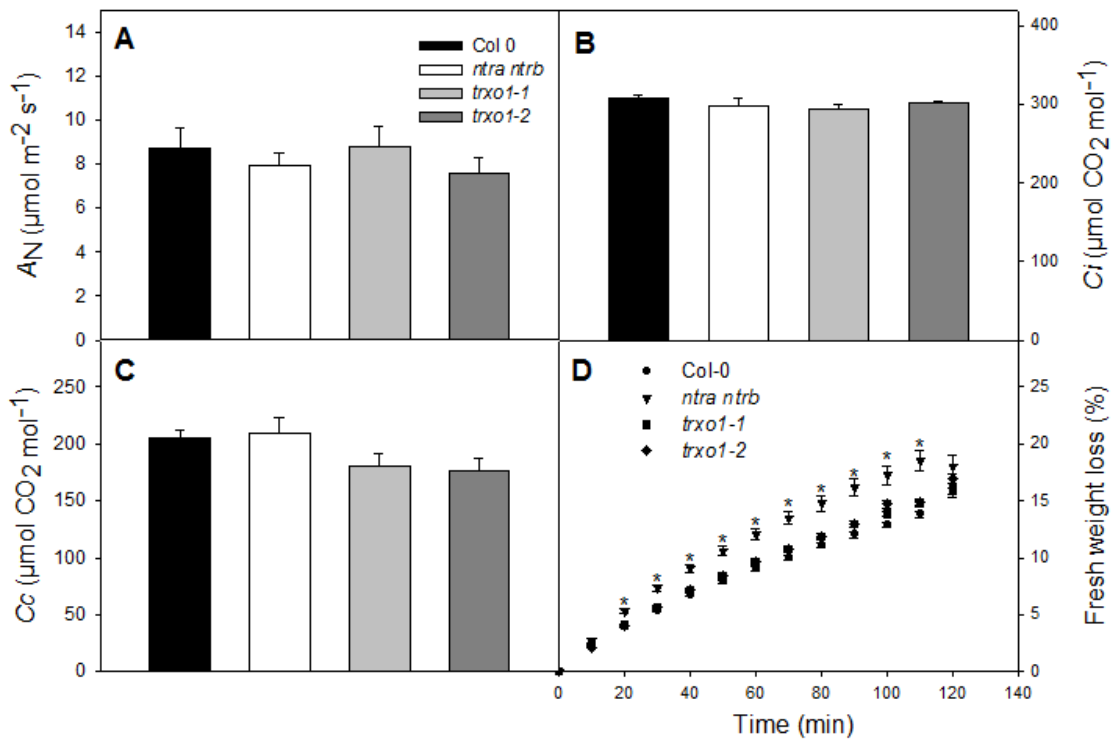 A
Col 0
ntra ntrb
trxo1-1
trxo1-2
14
12
10
8
6
4
2
0
AN (µmol m−2 s−1)
B
400
300
200
100
0
Ci (µmol CO2 mol−1)
C
250
200
150
100
50
0
Cc (µmol CO2 mol−1)
D
Col-0
ntra ntrb
trxo1-1
trxo1-2
* * * * * * * * * *
25
20
15
10
5
0
Fresh weight loss (%)
0 20 40 60 80 100 120 140
Time (min)